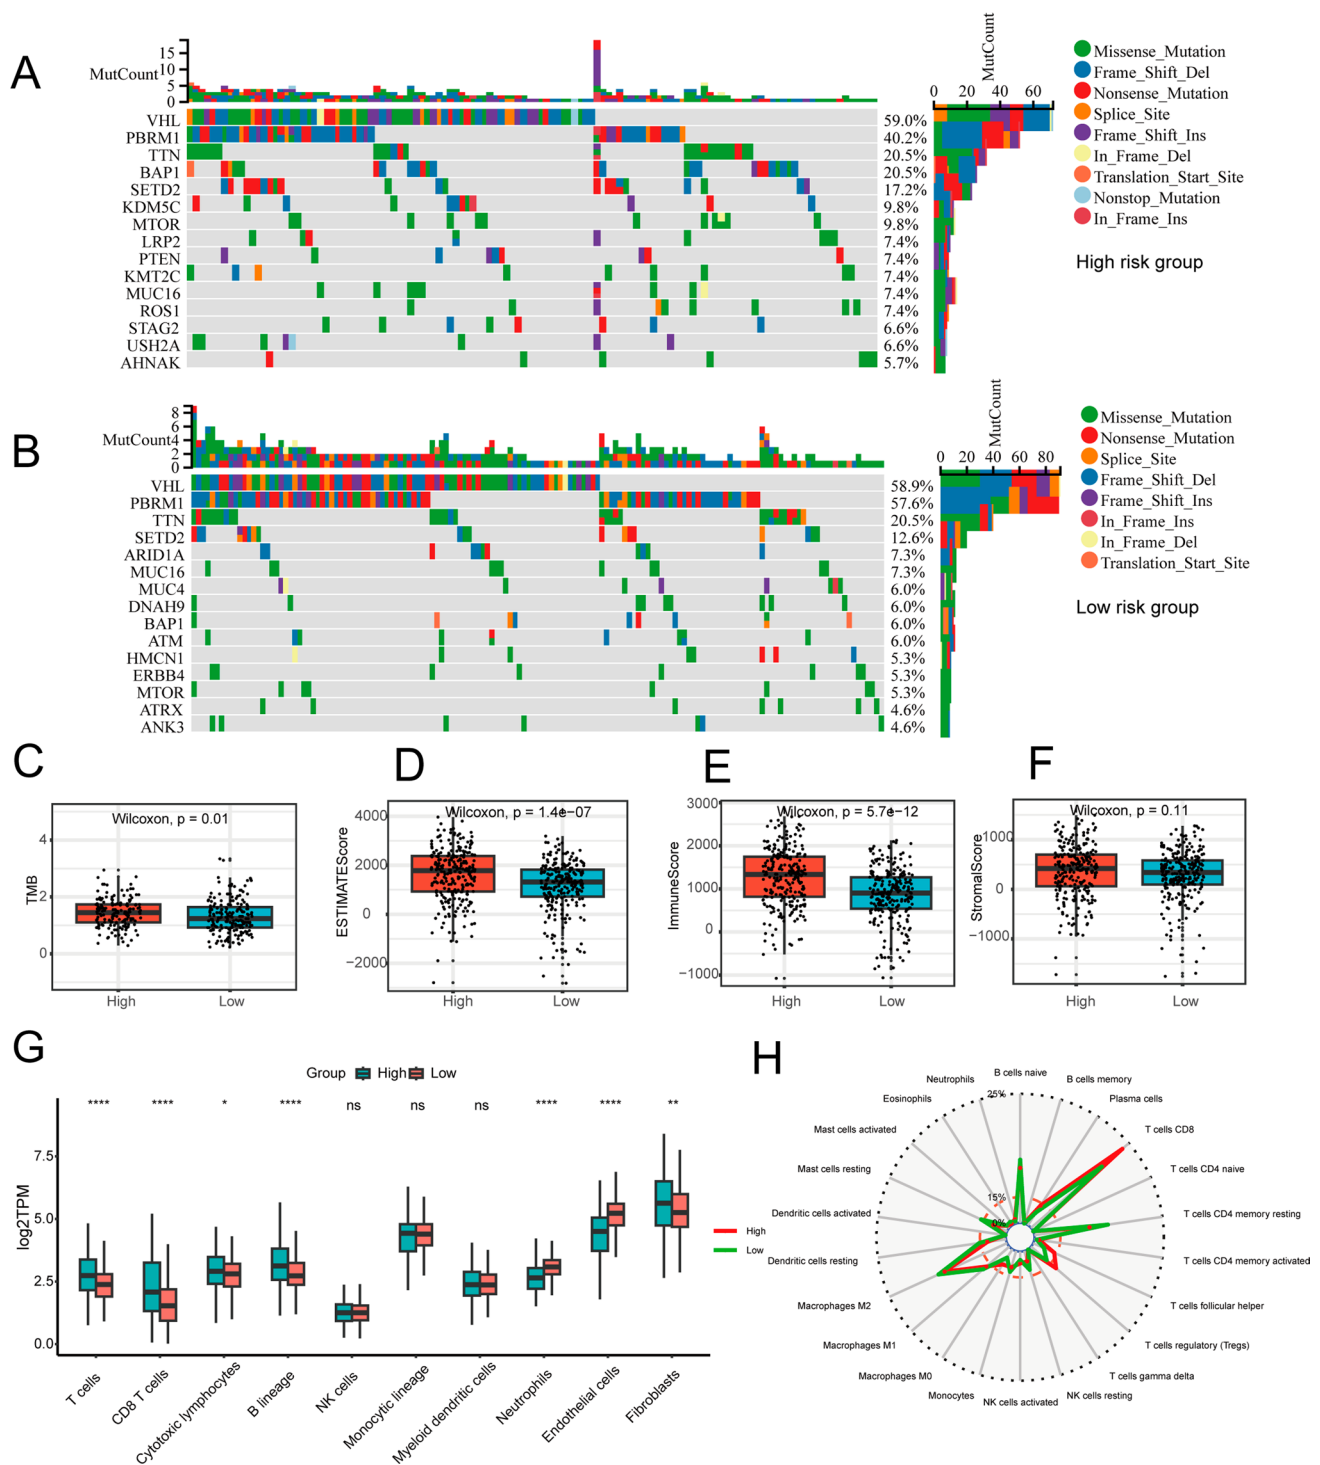 A
MutCount
15
10
5
0
VHL 59.0%
PBRM1 40.2%
TTN 20.5%
BAP1 20.5%
SETD2 17.2%
KDM5C 9.8%
MTOR 9.8%
LRP2 7.4%
PTEN 7.4%
KMT2C 7.4%
MUC16 7.4%
ROS1 7.4%
STAG2 6.6%
USH2A 6.6%
AHNAK 5.7%
MutCount
0 20 40 60 72
Missense_Mutation
Frame_Shift_Del
Nonsense_Mutation
Splice_Site
Frame_Shift_Ins
In_Frame_Del
Translation_Start_Site
Nonstop_Mutation
In_Frame_Ins
High risk group
B
MutCount
8
6
4
2
0
VHL 58.9%
PBRM1 57.6%
TTN 20.5%
SETD2 12.6%
ARID1A 7.3%
MUC16 7.3%
MUC4 6.0%
DNAH9 6.0%
BAP1 6.0%
ATM 6.0%
HMCN1 5.3%
ERBB4 5.3%
MTOR 5.3%
ATRX 4.6%
ANK3 4.6%
MutCount
0 20 40 60 80
Missense_Mutation
Nonsense_Mutation
Splice_Site
Frame_Shift_Del
Frame_Shift_Ins
In_Frame_Ins
In_Frame_Del
Translation_Start_Site
Low risk group
C
Wilcoxon, p = 0.01
TMB
4
2
0
High Low
D
Wilcoxon, p = 1.4e−07
ESTIMATEScore
4000
2000
0
−2000
High Low
E
Wilcoxon, p = 5.7e−12
ImmuneScore
3000
2000
1000
0
−1000
High Low
F
Wilcoxon, p = 0.11
StromalScore
1000
0
−1000
High Low
G
Group High Low
**** **** * **** ns ns ns **** **** **
log2TPM
7.5
5.0
2.5
0.0
T cells
CD8 T cells
Cytotoxic lymphocytes
B lineage
NK cells
Monocytic lineage
Myeloid dendritic cells
Neutrophils
Endothelial cells
Fibroblasts
H
High
Low
25%
15%
0%
B cells naive
B cells memory
Plasma cells
T cells CD8
T cells CD4 naive
T cells CD4 memory resting
T cells CD4 memory activated
T cells follicular helper
T cells regulatory (Tregs)
T cells gamma delta
NK cells resting
NK cells activated
Monocytes
Macrophages M0
Macrophages M1
Macrophages M2
Dendritic cells resting
Dendritic cells activated
Mast cells resting
Mast cells activated
Eosinophils
Neutrophils